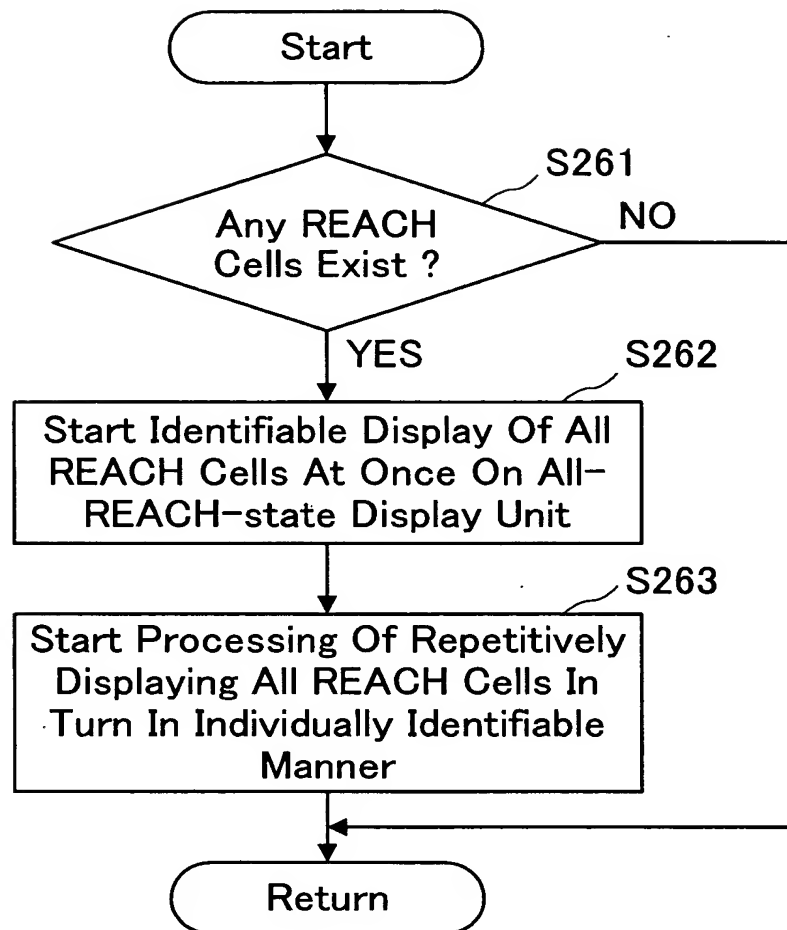 Start
S261
Any REACH
Cells Exist ?
NO
YES
S262
Start Identifiable Display Of All
REACH Cells At Once On All-
REACH-state Display Unit
S263
Start Processing Of Repetitively
Displaying All REACH Cells In
Turn In Individually Identifiable
Manner
Return